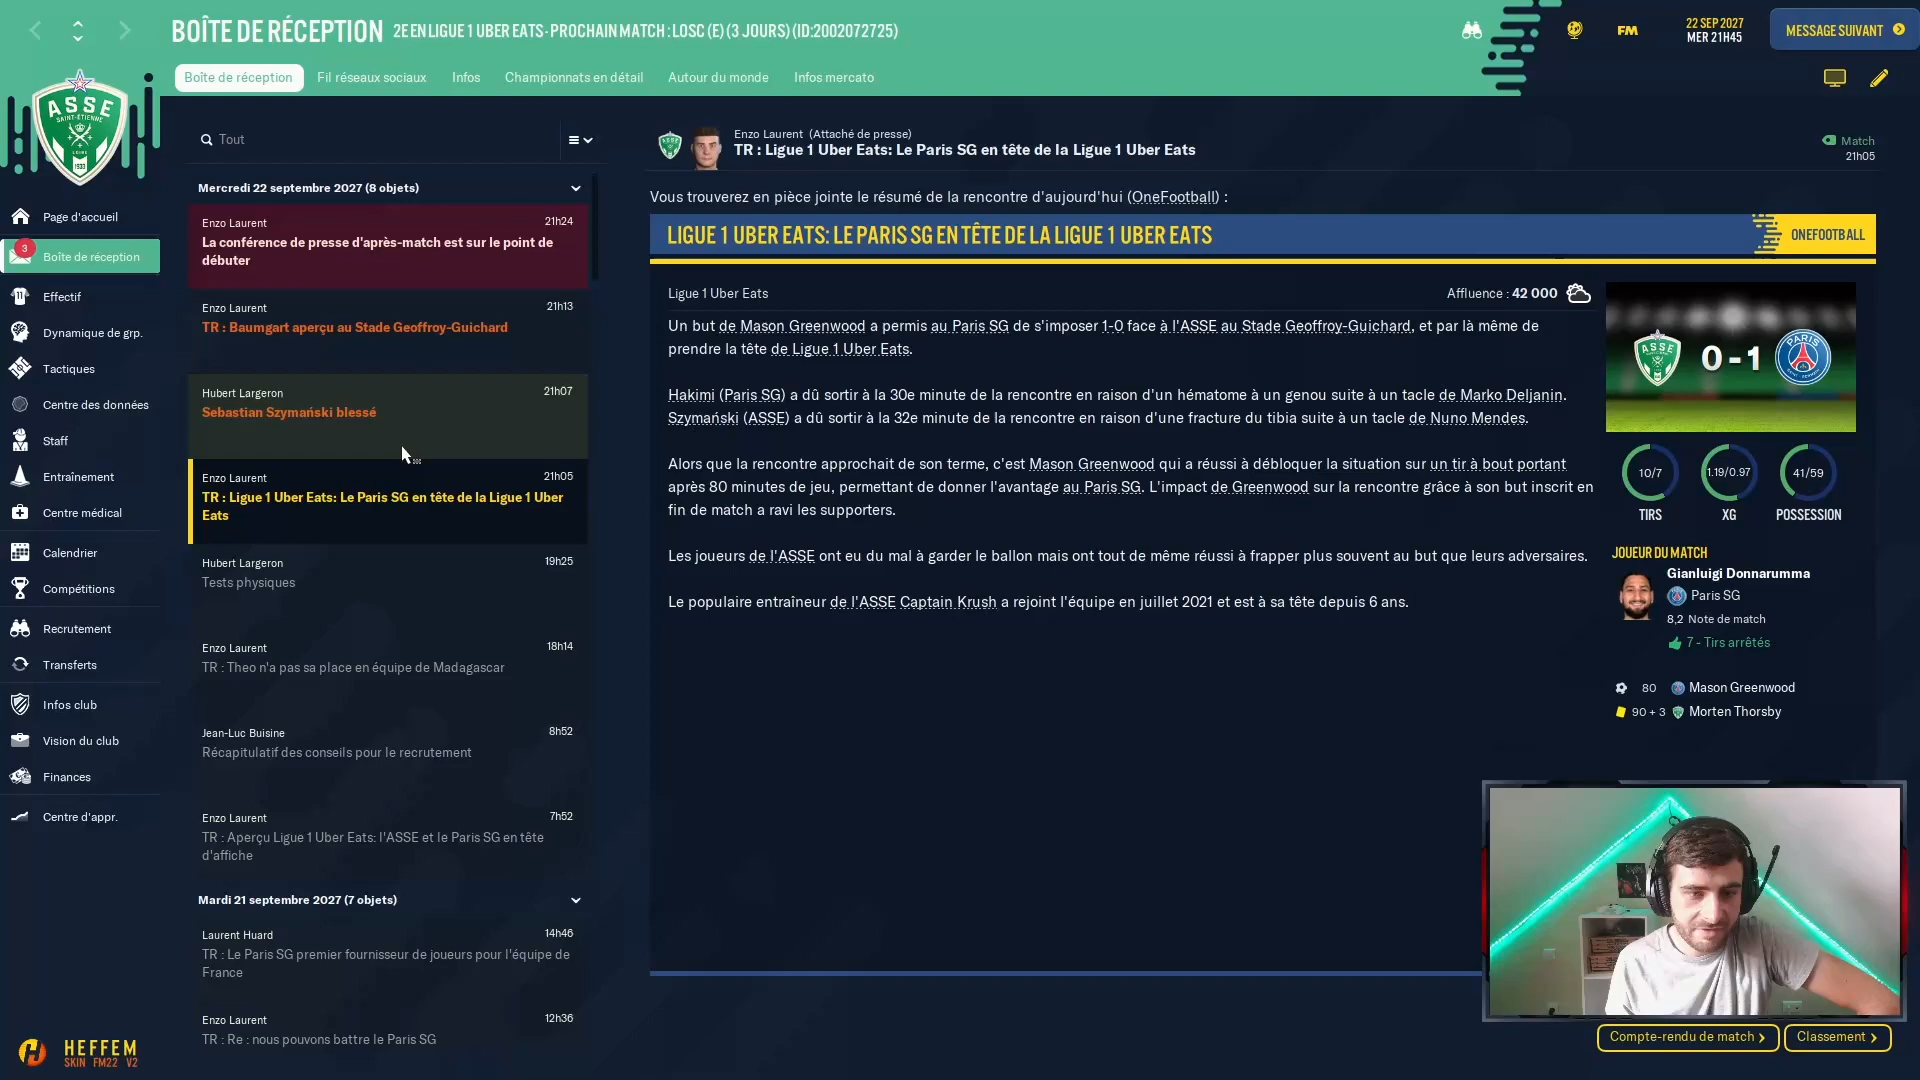 BOÎTE DE RÉCEPTION
2E EN LIGUE 1 UBER EATS - PROCHAIN MATCH : LOSC (E) (3 JOURS) (ID:2002072725)
FM
22 SEP 2027
MER 21H45
MESSAGE SUIVANT
Boîte de réception
Fil réseaux sociaux
Infos
Championnats en détail
Autour du monde
Infos mercato
ASSE
SAINT-ÉTIENNE
LOIRE
1933
Page d'accueil
3
Boîte de réception
11
Effectif
Dynamique de grp.
Tactiques
Centre des données
Staff
Entraînement
Centre médical
Calendrier
Compétitions
Recrutement
Transferts
Infos club
Vision du club
Finances
Centre d'appr.
HEFFEM
SKIN FM22 V2
Tout
Mercredi 22 septembre 2027 (8 objets)
Enzo Laurent 21h24
La conférence de presse d'après-match est sur le point de
débuter
Enzo Laurent 21h13
TR : Baumgart aperçu au Stade Geoffroy-Guichard
Hubert Largeron 21h07
Sebastian Szymański blessé
Enzo Laurent 21h05
TR : Ligue 1 Uber Eats: Le Paris SG en tête de la Ligue 1 Uber
Eats
Hubert Largeron 19h25
Tests physiques
Enzo Laurent 18h14
TR : Theo n'a pas sa place en équipe de Madagascar
Jean-Luc Buisine 8h52
Récapitulatif des conseils pour le recrutement
Enzo Laurent 7h52
TR : Aperçu Ligue 1 Uber Eats: l'ASSE et le Paris SG en tête
d'affiche
Mardi 21 septembre 2027 (7 objets)
Laurent Huard 14h46
TR : Le Paris SG premier fournisseur de joueurs pour l'équipe de
France
Enzo Laurent 12h36
TR : Re : nous pouvons battre le Paris SG
Enzo Laurent (Attaché de presse)
TR : Ligue 1 Uber Eats: Le Paris SG en tête de la Ligue 1 Uber Eats
Match
21h05
Vous trouverez en pièce jointe le résumé de la rencontre d'aujourd'hui (OneFootball) :
LIGUE 1 UBER EATS: LE PARIS SG EN TÊTE DE LA LIGUE 1 UBER EATS
ONEFOOTBALL
Ligue 1 Uber Eats
Affluence : 42 000
Un but de Mason Greenwood a permis au Paris SG de s'imposer 1-0 face à l'ASSE au Stade Geoffroy-Guichard, et par là même de
prendre la tête de Ligue 1 Uber Eats.
Hakimi (Paris SG) a dû sortir à la 30e minute de la rencontre en raison d'un hématome à un genou suite à un tacle de Marko Deljanin.
Szymański (ASSE) a dû sortir à la 32e minute de la rencontre en raison d'une fracture du tibia suite à un tacle de Nuno Mendes.
Alors que la rencontre approchait de son terme, c'est Mason Greenwood qui a réussi à débloquer la situation sur un tir à bout portant
après 80 minutes de jeu, permettant de donner l'avantage au Paris SG. L'impact de Greenwood sur la rencontre grâce à son but inscrit en
fin de match a ravi les supporters.
Les joueurs de l'ASSE ont eu du mal à garder le ballon mais ont tout de même réussi à frapper plus souvent au but que leurs adversaires.
Le populaire entraîneur de l'ASSE Captain Krush a rejoint l'équipe en juillet 2021 et est à sa tête depuis 6 ans.
ASSE
0 - 1
PARIS
10/7
1.19/0.97
41/59
TIRS
XG
POSSESSION
JOUEUR DU MATCH
Gianluigi Donnarumma
Paris SG
8,2 Note de match
7 - Tirs arrêtés
80 Mason Greenwood
90 + 3 Morten Thorsby
Compte-rendu de match
Classement